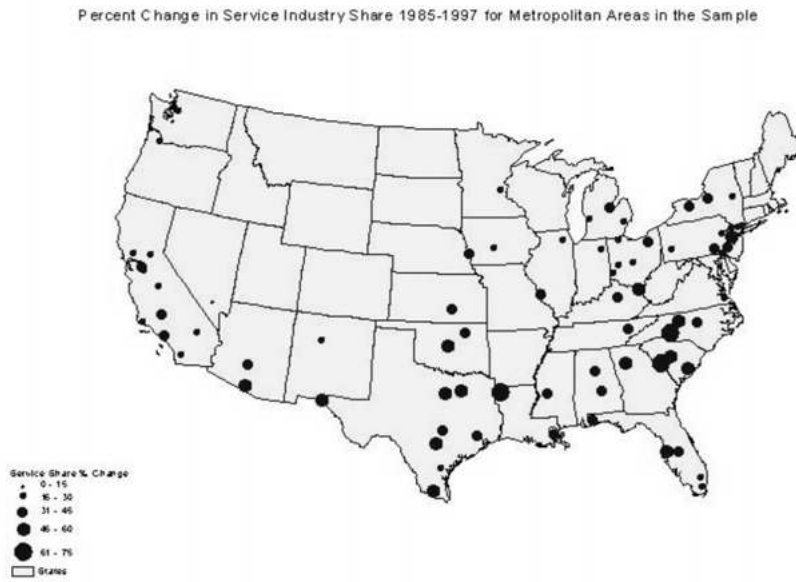 Percent Change in Service Industry Share 1985-1997 for Metropolitan Areas in the Sample
Service Share % Change
0 - 15
16 - 30
31 - 45
46 - 60
61 - 75
States